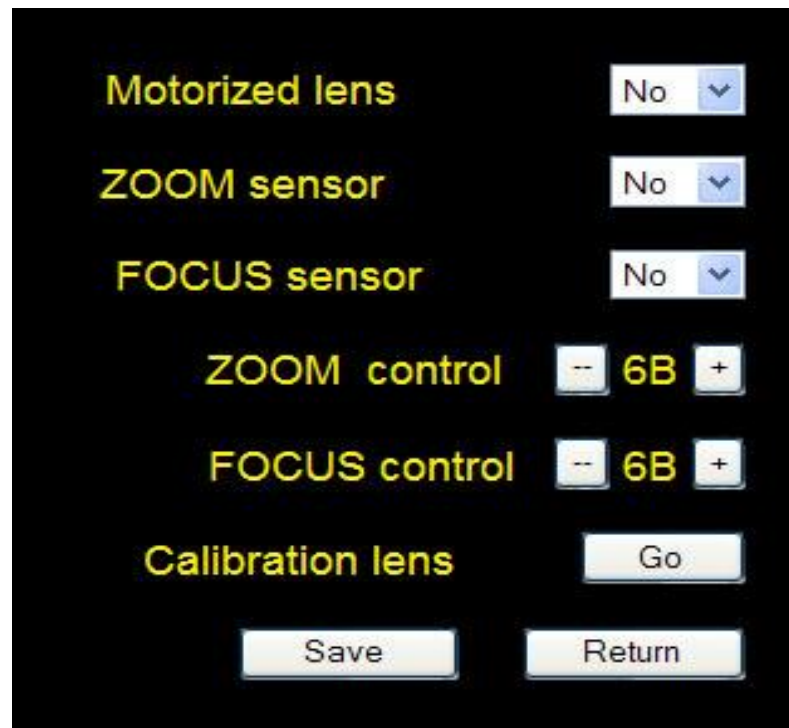 Motorized lens No
ZOOM sensor No
FOCUS sensor No
ZOOM control -- 6B +
FOCUS control -- 6B +
Calibration lens Go
Save Return